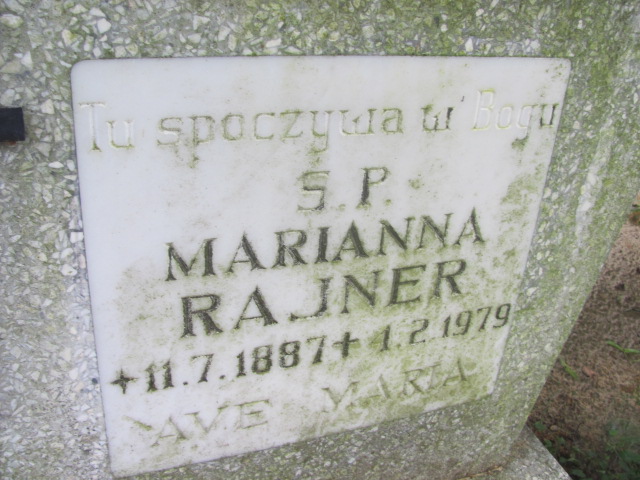 Tu spoczywa w Bogu
S.P.
MARIANNA
RAJNER
+11.7.1887+1.2.1979
AVE MARIA